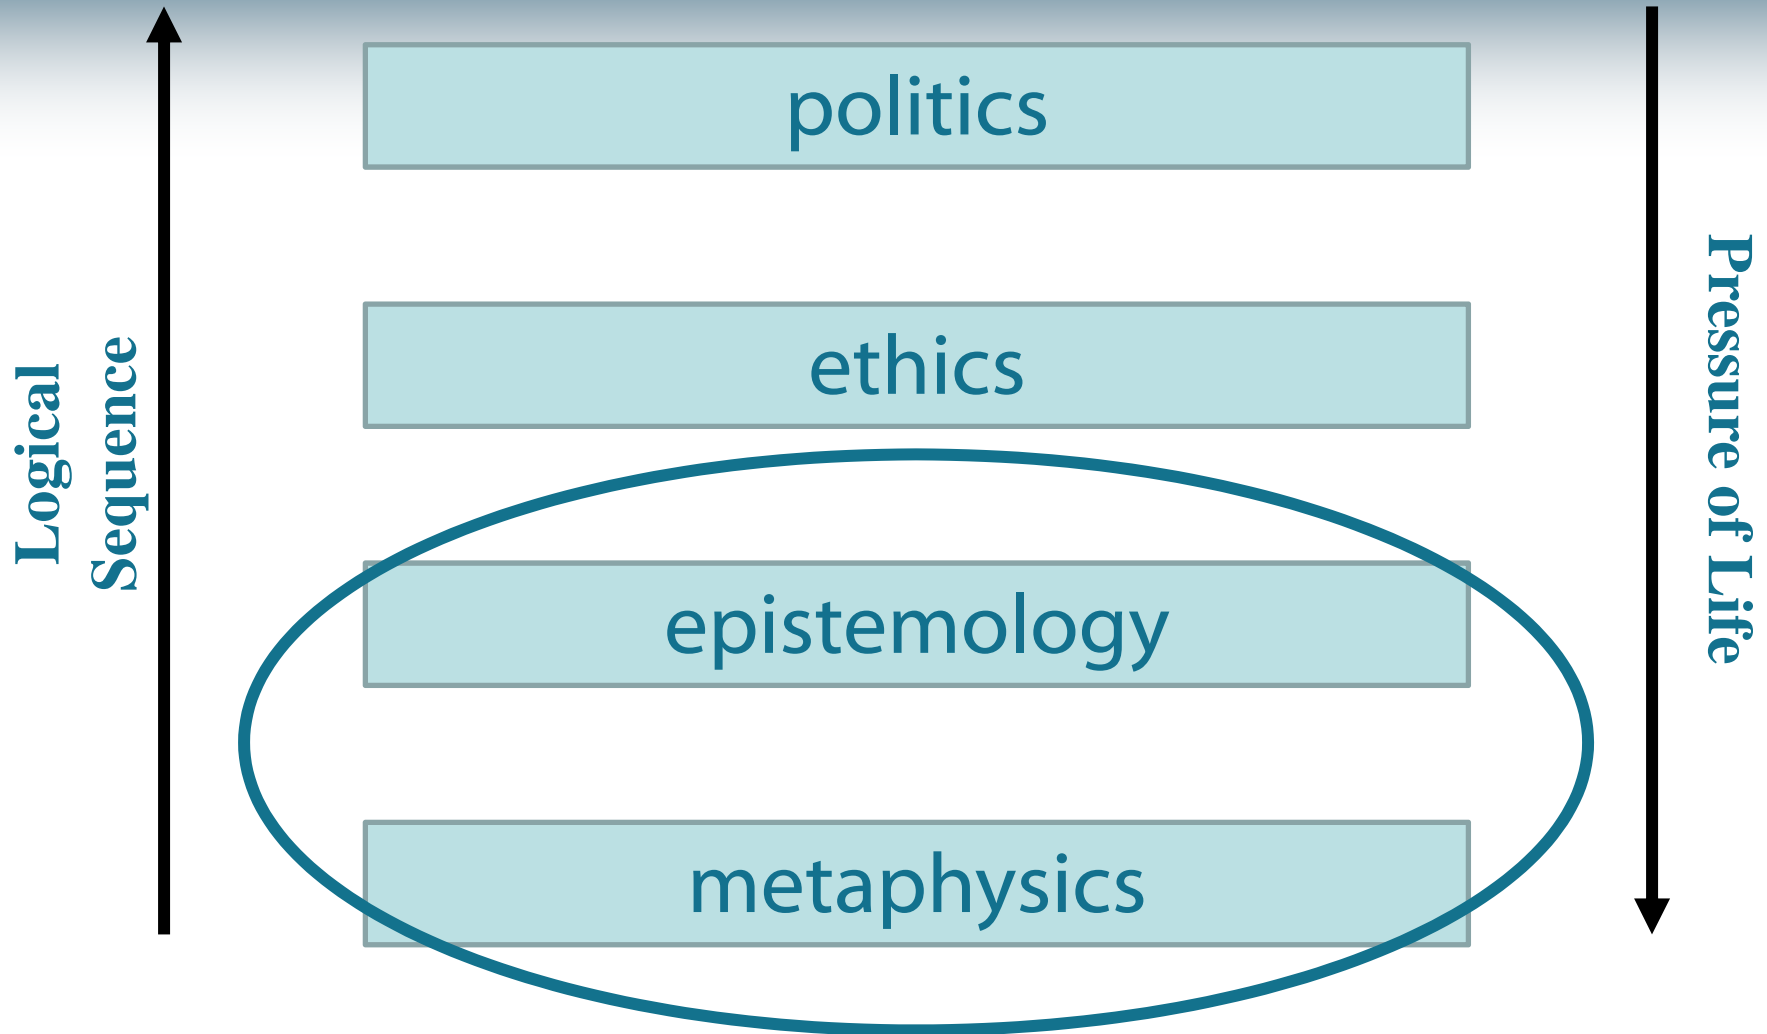 politics
ethics
epistemology
metaphysics
Logical
Sequence
Pressure of Life